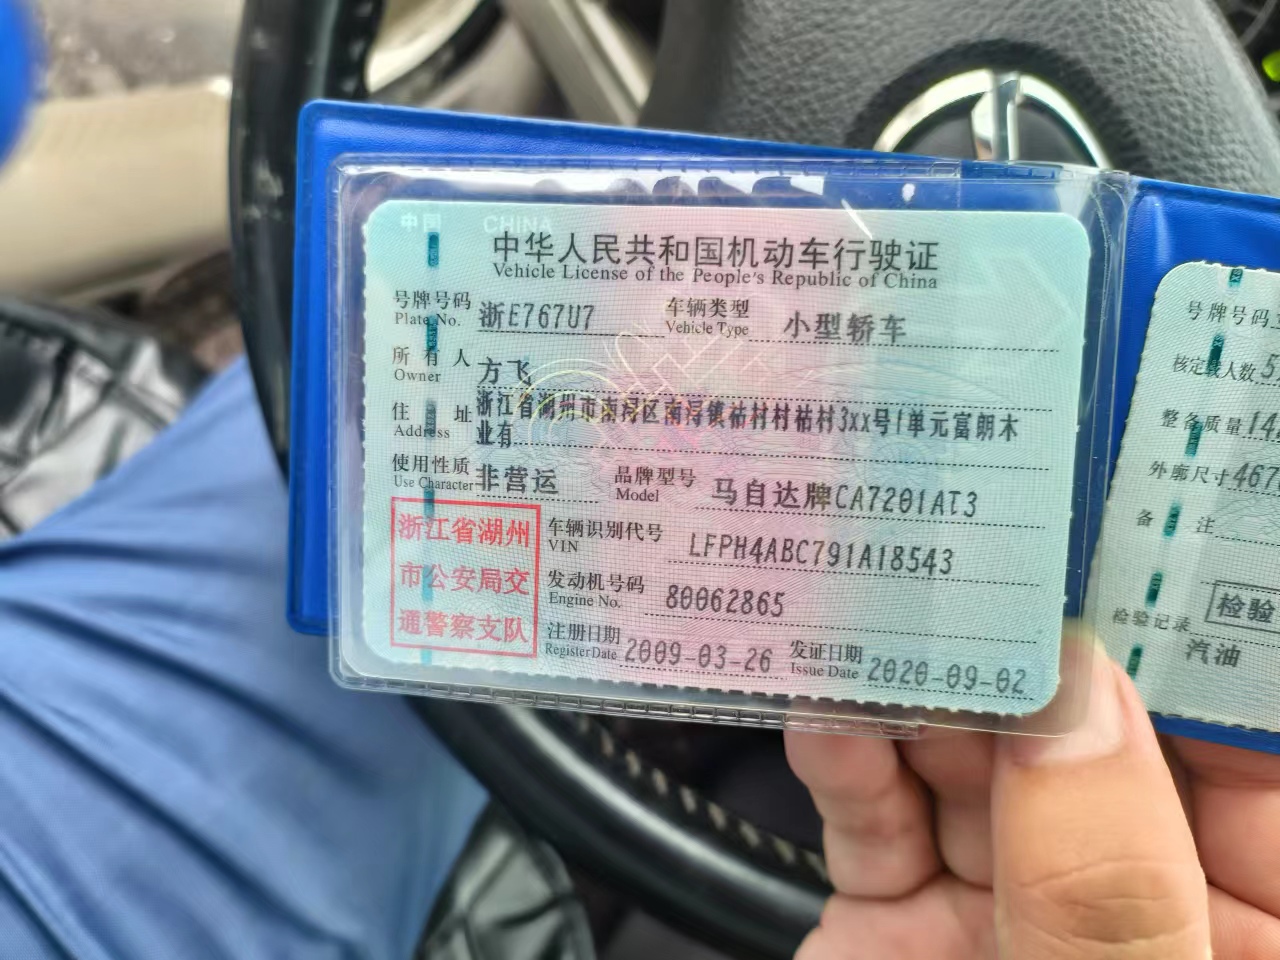 中国 CHINA
中华人民共和国机动车行驶证
Vehicle License of the People's Republic of China
号牌号码 浙E767U7 车辆类型 小型轿车
Plate No. Vehicle Type
所有人 方飞
Owner
住址 浙江省湖州市南浔区南浔镇祜村村祜村3xx号1单元富朗木
Address 业有
使用性质 非营运 品牌型号 马自达牌CA7201AT3
Use Character Model
浙江省湖州
市公安局交
通警察支队
车辆识别代号 LFPH4ABC791A18543
VIN
发动机号码 80062865
Engine No.
注册日期 2009-03-26 发证日期 2020-09-02
Register Date Issue Date
号牌号码
核定载人数 5
整备质量 14
外廓尺寸 467
备注
检验
检验记录
汽油